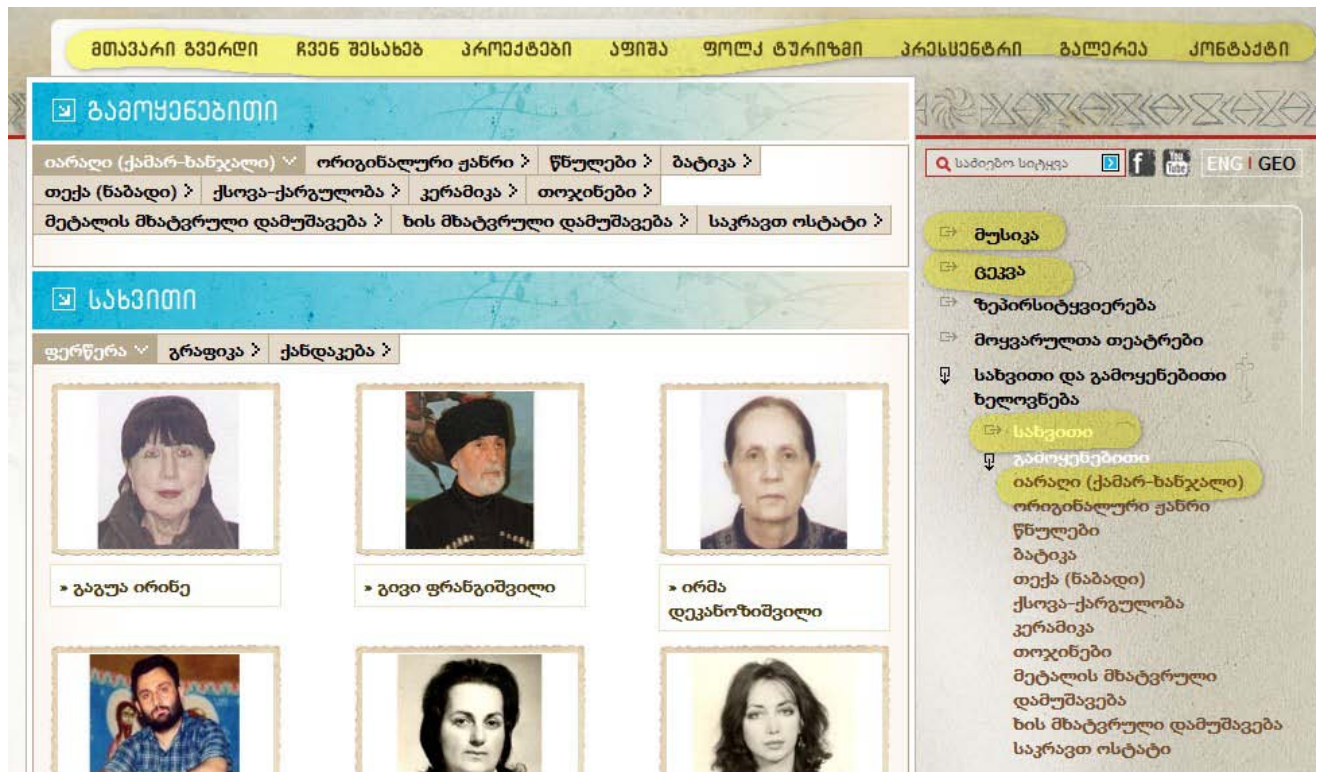 მთავარი გვერდი ჩვენ შესახებ პროექტები აფიშა ფოლკ ტურიზმი პრესცენტრი გალერეა კონტაქტი
გამოყენებითი
იარაღი (ქამარ-ხანჯალი) ორიგინალური ჟანრი წნულები ბატიკა
თექა (ნაბადი) ქსოვა-ქარგულობა კერამიკა თოჯინები
მეტალის მხატვრული დამუშავება ხის მხატვრული დამუშავება საკრავთ ოსტატი
სახვითი
ფერწერა გრაფიკა ქანდაკება
» გაგუა ირინე
» გივი ფრანგიშვილი
» ირმა
დეკანოზიშვილი
საძიებო სიტყვა f You Tube ENG I GEO
მუსიკა
ცეკვა
ზეპირსიტყვიერება
მოყვარულთა თეატრები
სახვითი და გამოყენებითი
ხელოვნება
სახვითი
გამოყენებითი
იარაღი (ქამარ-ხანჯალი)
ორიგინალური ჟანრი
წნულები
ბატიკა
თექა (ნაბადი)
ქსოვა-ქარგულობა
კერამიკა
თოჯინები
მეტალის მხატვრული
დამუშავება
ხის მხატვრული დამუშავება
საკრავთ ოსტატი